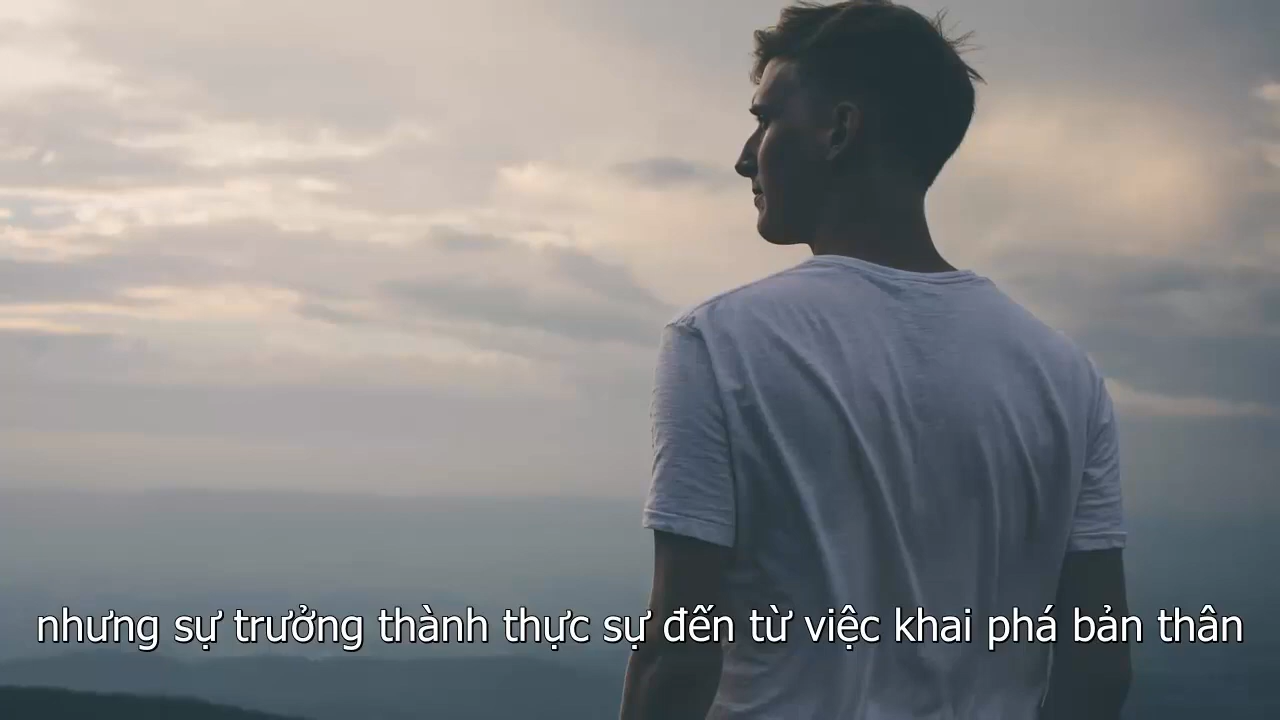 nhưng sự trưởng thành thực sự đến từ việc khai phá bản thân